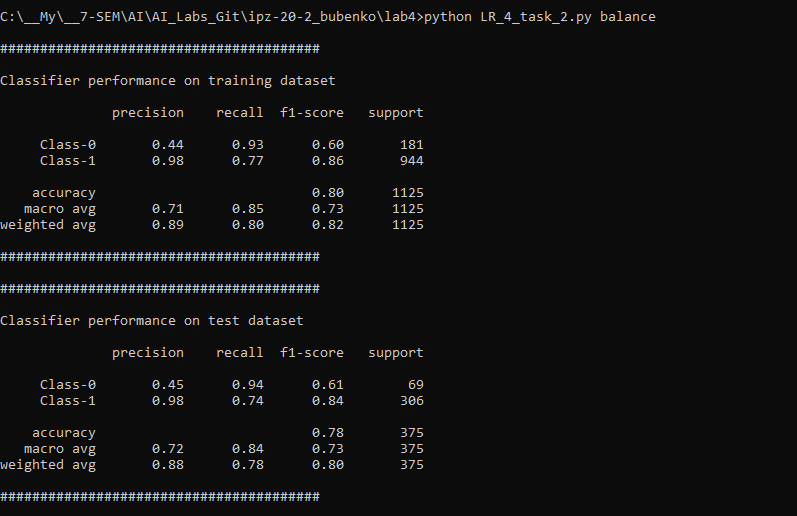 C:\__My\__7-SEM\AI\AI_Labs_Git\ipz-20-2_bubenko\lab4>python LR_4_task_2.py balance
########################################
Classifier performance on training dataset
precision recall f1-score support
Class-0 0.44 0.93 0.60 181
Class-1 0.98 0.77 0.86 944
accuracy 0.80 1125
macro avg 0.71 0.85 0.73 1125
weighted avg 0.89 0.80 0.82 1125
########################################
########################################
Classifier performance on test dataset
precision recall f1-score support
Class-0 0.45 0.94 0.61 69
Class-1 0.98 0.74 0.84 306
accuracy 0.78 375
macro avg 0.72 0.84 0.73 375
weighted avg 0.88 0.78 0.80 375
########################################